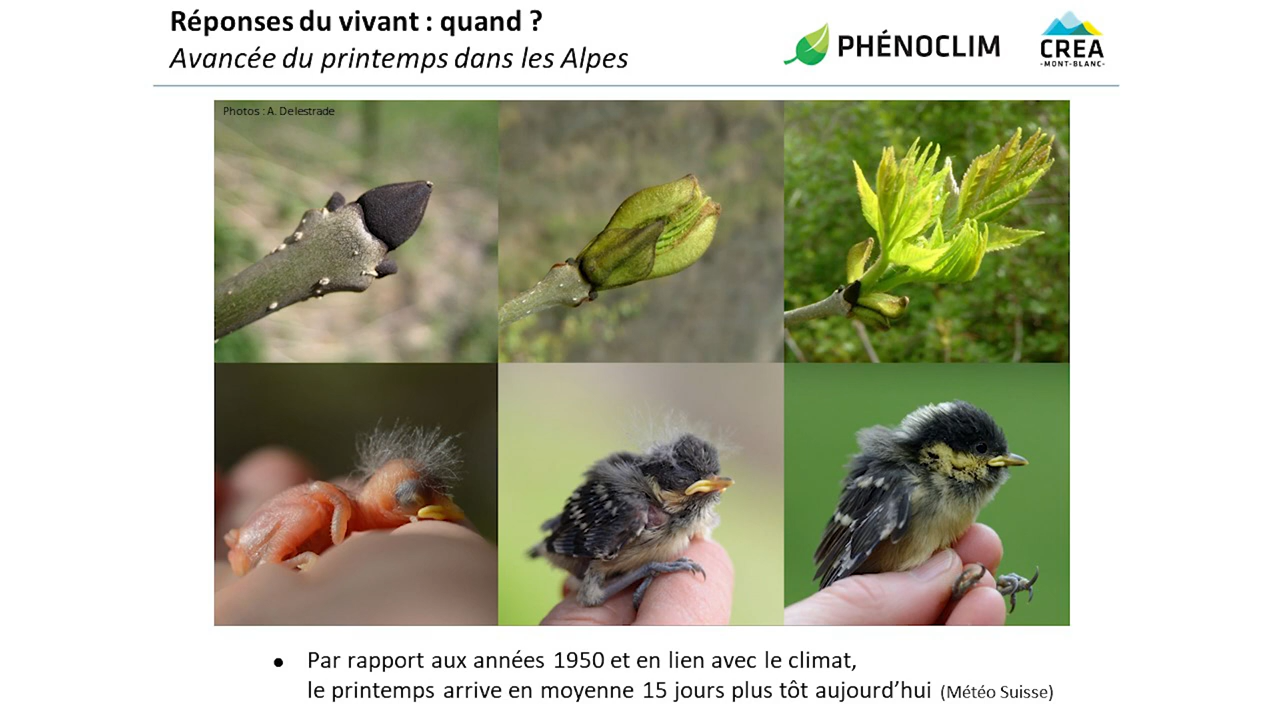 Réponses du vivant : quand ?
Avancée du printemps dans les Alpes
PHÉNOCLIM
CREA
-MONT-BLANC-
Photos : A. Delestrade
● Par rapport aux années 1950 et en lien avec le climat,
le printemps arrive en moyenne 15 jours plus tôt aujourd’hui (Météo Suisse)